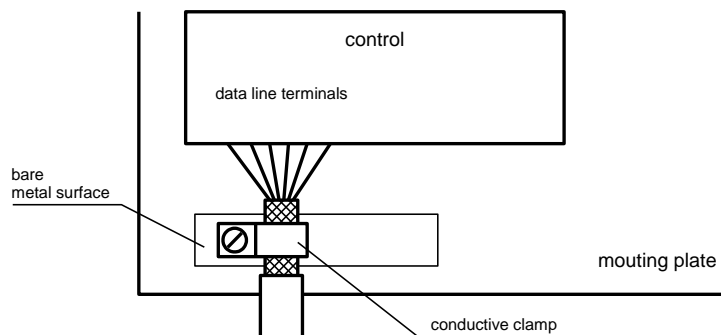 control
data line terminals
bare
metal surface
mouting plate
conductive clamp